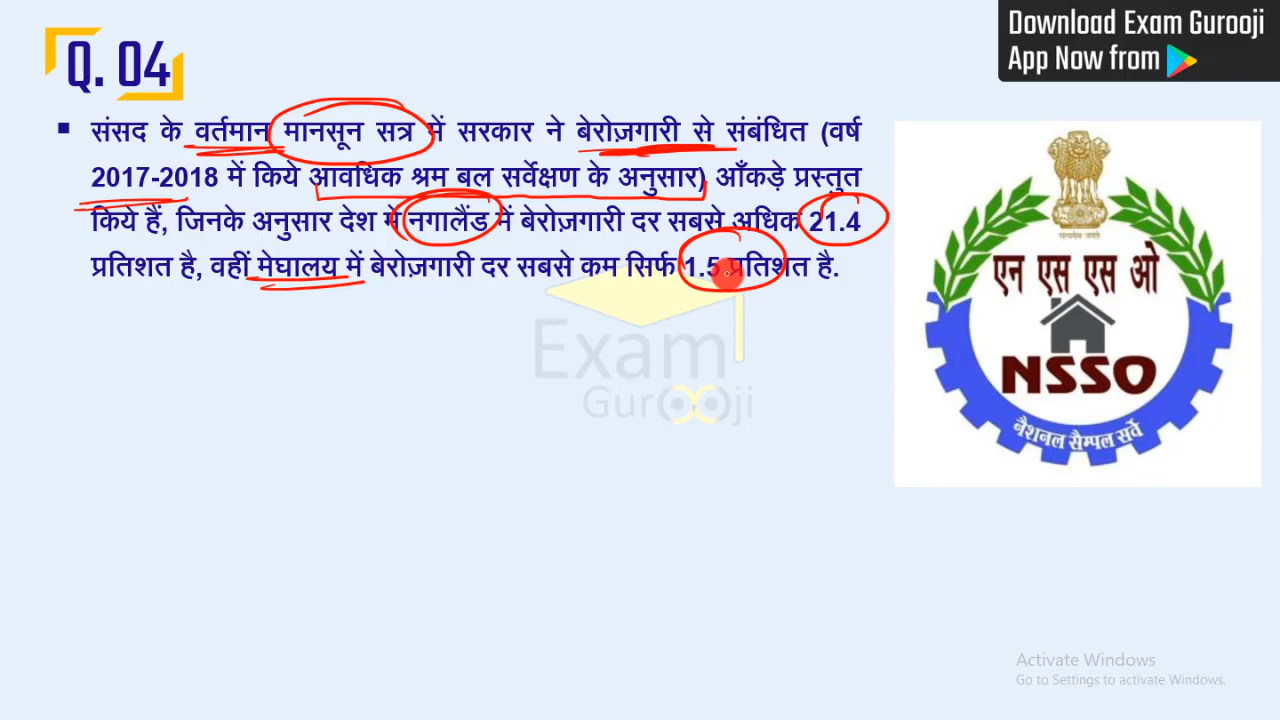 Download Exam Gurooji
App Now from
Q. 04
संसद के वर्तमान मानसून सत्र में सरकार ने बेरोज़गारी से संबंधित (वर्ष
2017-2018 में किये आवधिक श्रम बल सर्वेक्षण के अनुसार) आँकड़े प्रस्तुत
किये हैं, जिनके अनुसार देश में नगालैंड में बेरोज़गारी दर सबसे अधिक 21.4
प्रतिशत है, वहीं मेघालय में बेरोज़गारी दर सबसे कम सिर्फ 1.5 प्रतिशत है.
सत्यमेव जयते
एन एस एस ओ
NSSO
नैशनल सैम्पल सर्वे
Exam
Gurooji
Activate Windows
Go to Settings to activate Windows.